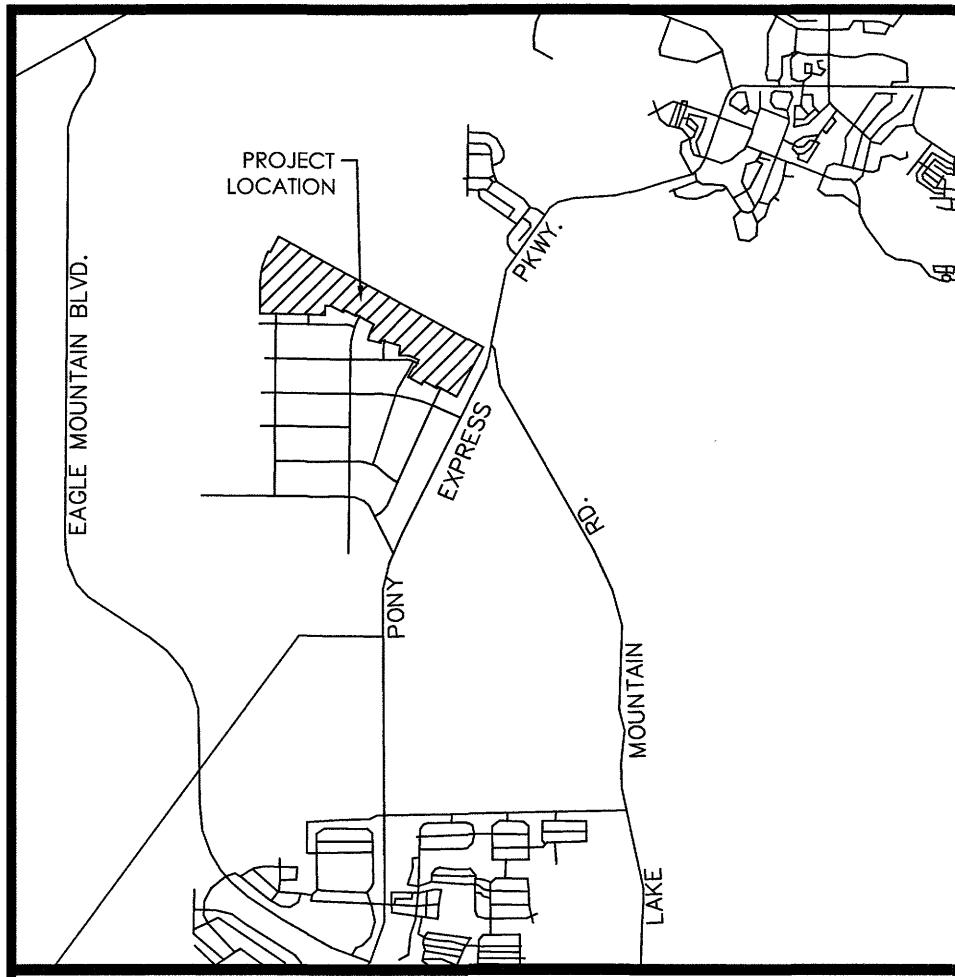 PROJECT
LOCATION
EAGLE MOUNTAIN BLVD.
PONY
EXPRESS
PKWY.
LAKE
MOUNTAIN
RD.